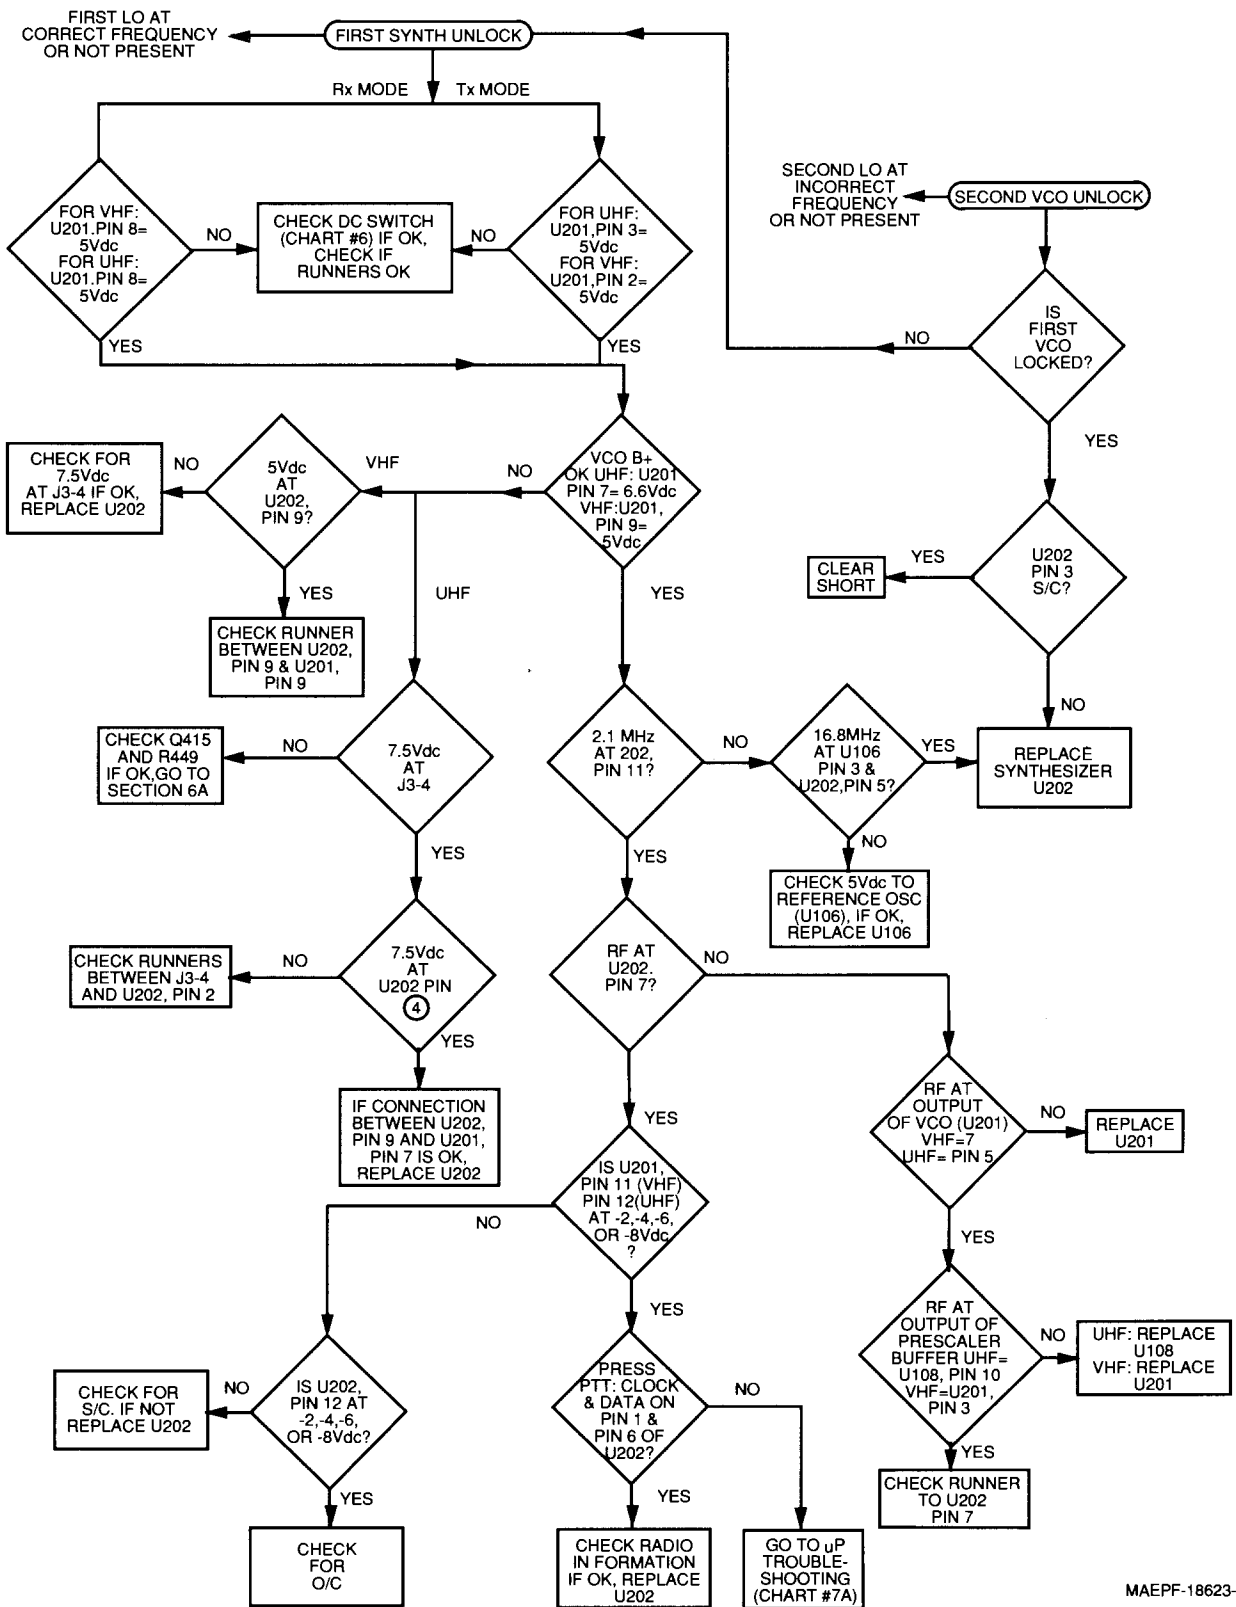 FIRST LO AT
CORRECT FREQUENCY
OR NOT PRESENT
FIRST SYNTH UNLOCK
Rx MODE
Tx MODE
SECOND LO AT
INCORRECT
FREQUENCY
OR NOT PRESENT
SECOND VCO UNLOCK
FOR VHF:
U201.PIN 8=
5Vdc
FOR UHF:
U201.PIN 8=
5Vdc
NO
CHECK DC SWITCH
(CHART #6) IF OK,
CHECK IF
RUNNERS OK
NO
FOR UHF:
U201,PIN 3=
5Vdc
FOR VHF:
U201,PIN 2=
5Vdc
YES
YES
IS
FIRST
VCO
LOCKED?
NO
YES
CHECK FOR
7.5Vdc
AT J3-4 IF OK,
REPLACE U202
NO
5Vdc
AT
U202,
PIN 9?
VHF
NO
VCO B+
OK UHF: U201
PIN 7= 6.6Vdc
VHF:U201,
PIN 9=
5Vdc
YES
UHF
YES
CHECK RUNNER
BETWEEN U202,
PIN 9 & U201,
PIN 9
CLEAR
SHORT
YES
U202
PIN 3
S/C?
NO
CHECK Q415
AND R449
IF OK,GO TO
SECTION 6A
NO
7.5Vdc
AT
J3-4
YES
2.1 MHz
AT 202,
PIN 11?
NO
16.8MHz
AT U106
PIN 3 &
U202,PIN 5?
YES
REPLACE
SYNTHESIZER
U202
YES
NO
CHECK 5Vdc TO
REFERENCE OSC
(U106), IF OK,
REPLACE U106
CHECK RUNNERS
BETWEEN J3-4
AND U202, PIN 2
NO
7.5Vdc
AT
U202 PIN
4
YES
RF AT
U202.
PIN 7?
NO
YES
IF CONNECTION
BETWEEN U202,
PIN 9 AND U201,
PIN 7 IS OK,
REPLACE U202
RF AT
OUTPUT
OF VCO (U201)
VHF=7
UHF= PIN 5
NO
REPLACE
U201
YES
IS U201,
PIN 11 (VHF)
PIN 12(UHF)
AT -2,-4,-6,
OR -8Vdc
?
NO
YES
RF AT
OUTPUT OF
PRESCALER
BUFFER UHF=
U108, PIN 10
VHF=U201,
PIN 3
NO
UHF: REPLACE
U108
VHF: REPLACE
U201
YES
CHECK RUNNER
TO U202
PIN 7
CHECK FOR
S/C. IF NOT
REPLACE U202
NO
IS U202,
PIN 12 AT
-2,-4,-6,
OR -8Vdc?
YES
CHECK
FOR
O/C
PRESS
PTT: CLOCK
& DATA ON
PIN 1 &
PIN 6 OF
U202?
NO
YES
CHECK RADIO
IN FORMATION
IF OK, REPLACE
U202
GO TO uP
TROUBLE-
SHOOTING
(CHART #7A)
MAEPF-18623-